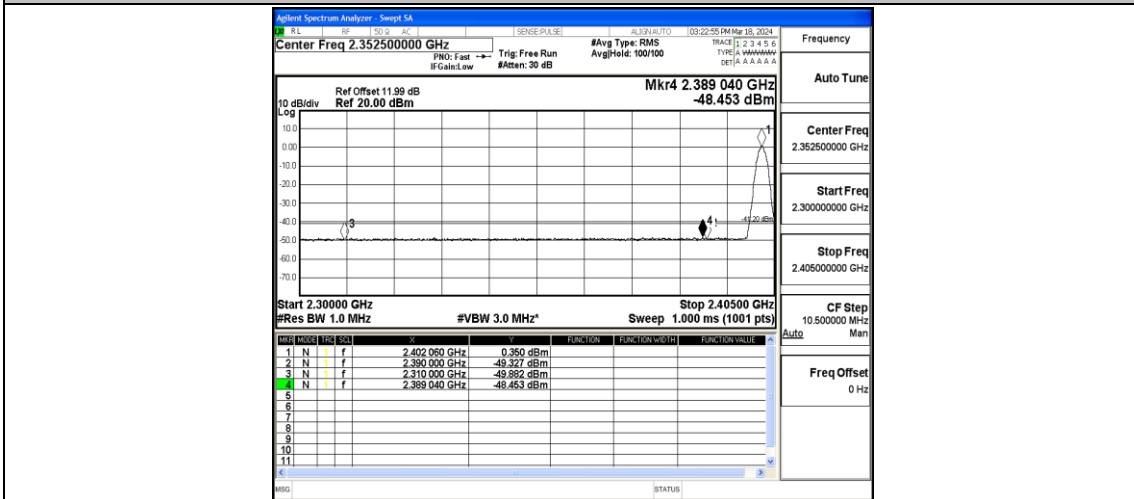 Agilent Spectrum Analyzer - Swept SA
RL RF 50 Ω AC SENSE:PULSE ALIGNAUTO 03:22:55 PM Mar 18, 2024
Center Freq 2.352500000 GHz
PNO: Fast
IFGain:Low
Trig: Free Run
#Atten: 30 dB
#Avg Type: RMS
Avg|Hold: 100/100
TRACE 1 2 3 4 5 6
TYPE A WWWWW
DET A A A A A A
Frequency
Mkr4 2.389 040 GHz
-48.453 dBm
Ref Offset 11.99 dB
10 dB/div Ref 20.00 dBm
Log
10.0
0.00
-10.0
-20.0
-30.0
-40.0
-50.0
-60.0
-70.0
1
3
4
-41.20 dBm
Start 2.30000 GHz Stop 2.40500 GHz
#Res BW 1.0 MHz #VBW 3.0 MHz* Sweep 1.000 ms (1001 pts)
MKR MODE TRC SCL X Y FUNCTION FUNCTION WIDTH FUNCTION VALUE
1 N 1 f 2.402 060 GHz 0.350 dBm
2 N 1 f 2.390 000 GHz -49.327 dBm
3 N 1 f 2.310 000 GHz -49.882 dBm
4 N 1 f 2.389 040 GHz -48.453 dBm
5
6
7
8
9
10
11
MSG STATUS
Auto Tune
Center Freq
2.352500000 GHz
Start Freq
2.300000000 GHz
Stop Freq
2.405000000 GHz
CF Step
10.500000 MHz
Auto Man
Freq Offset
0 Hz